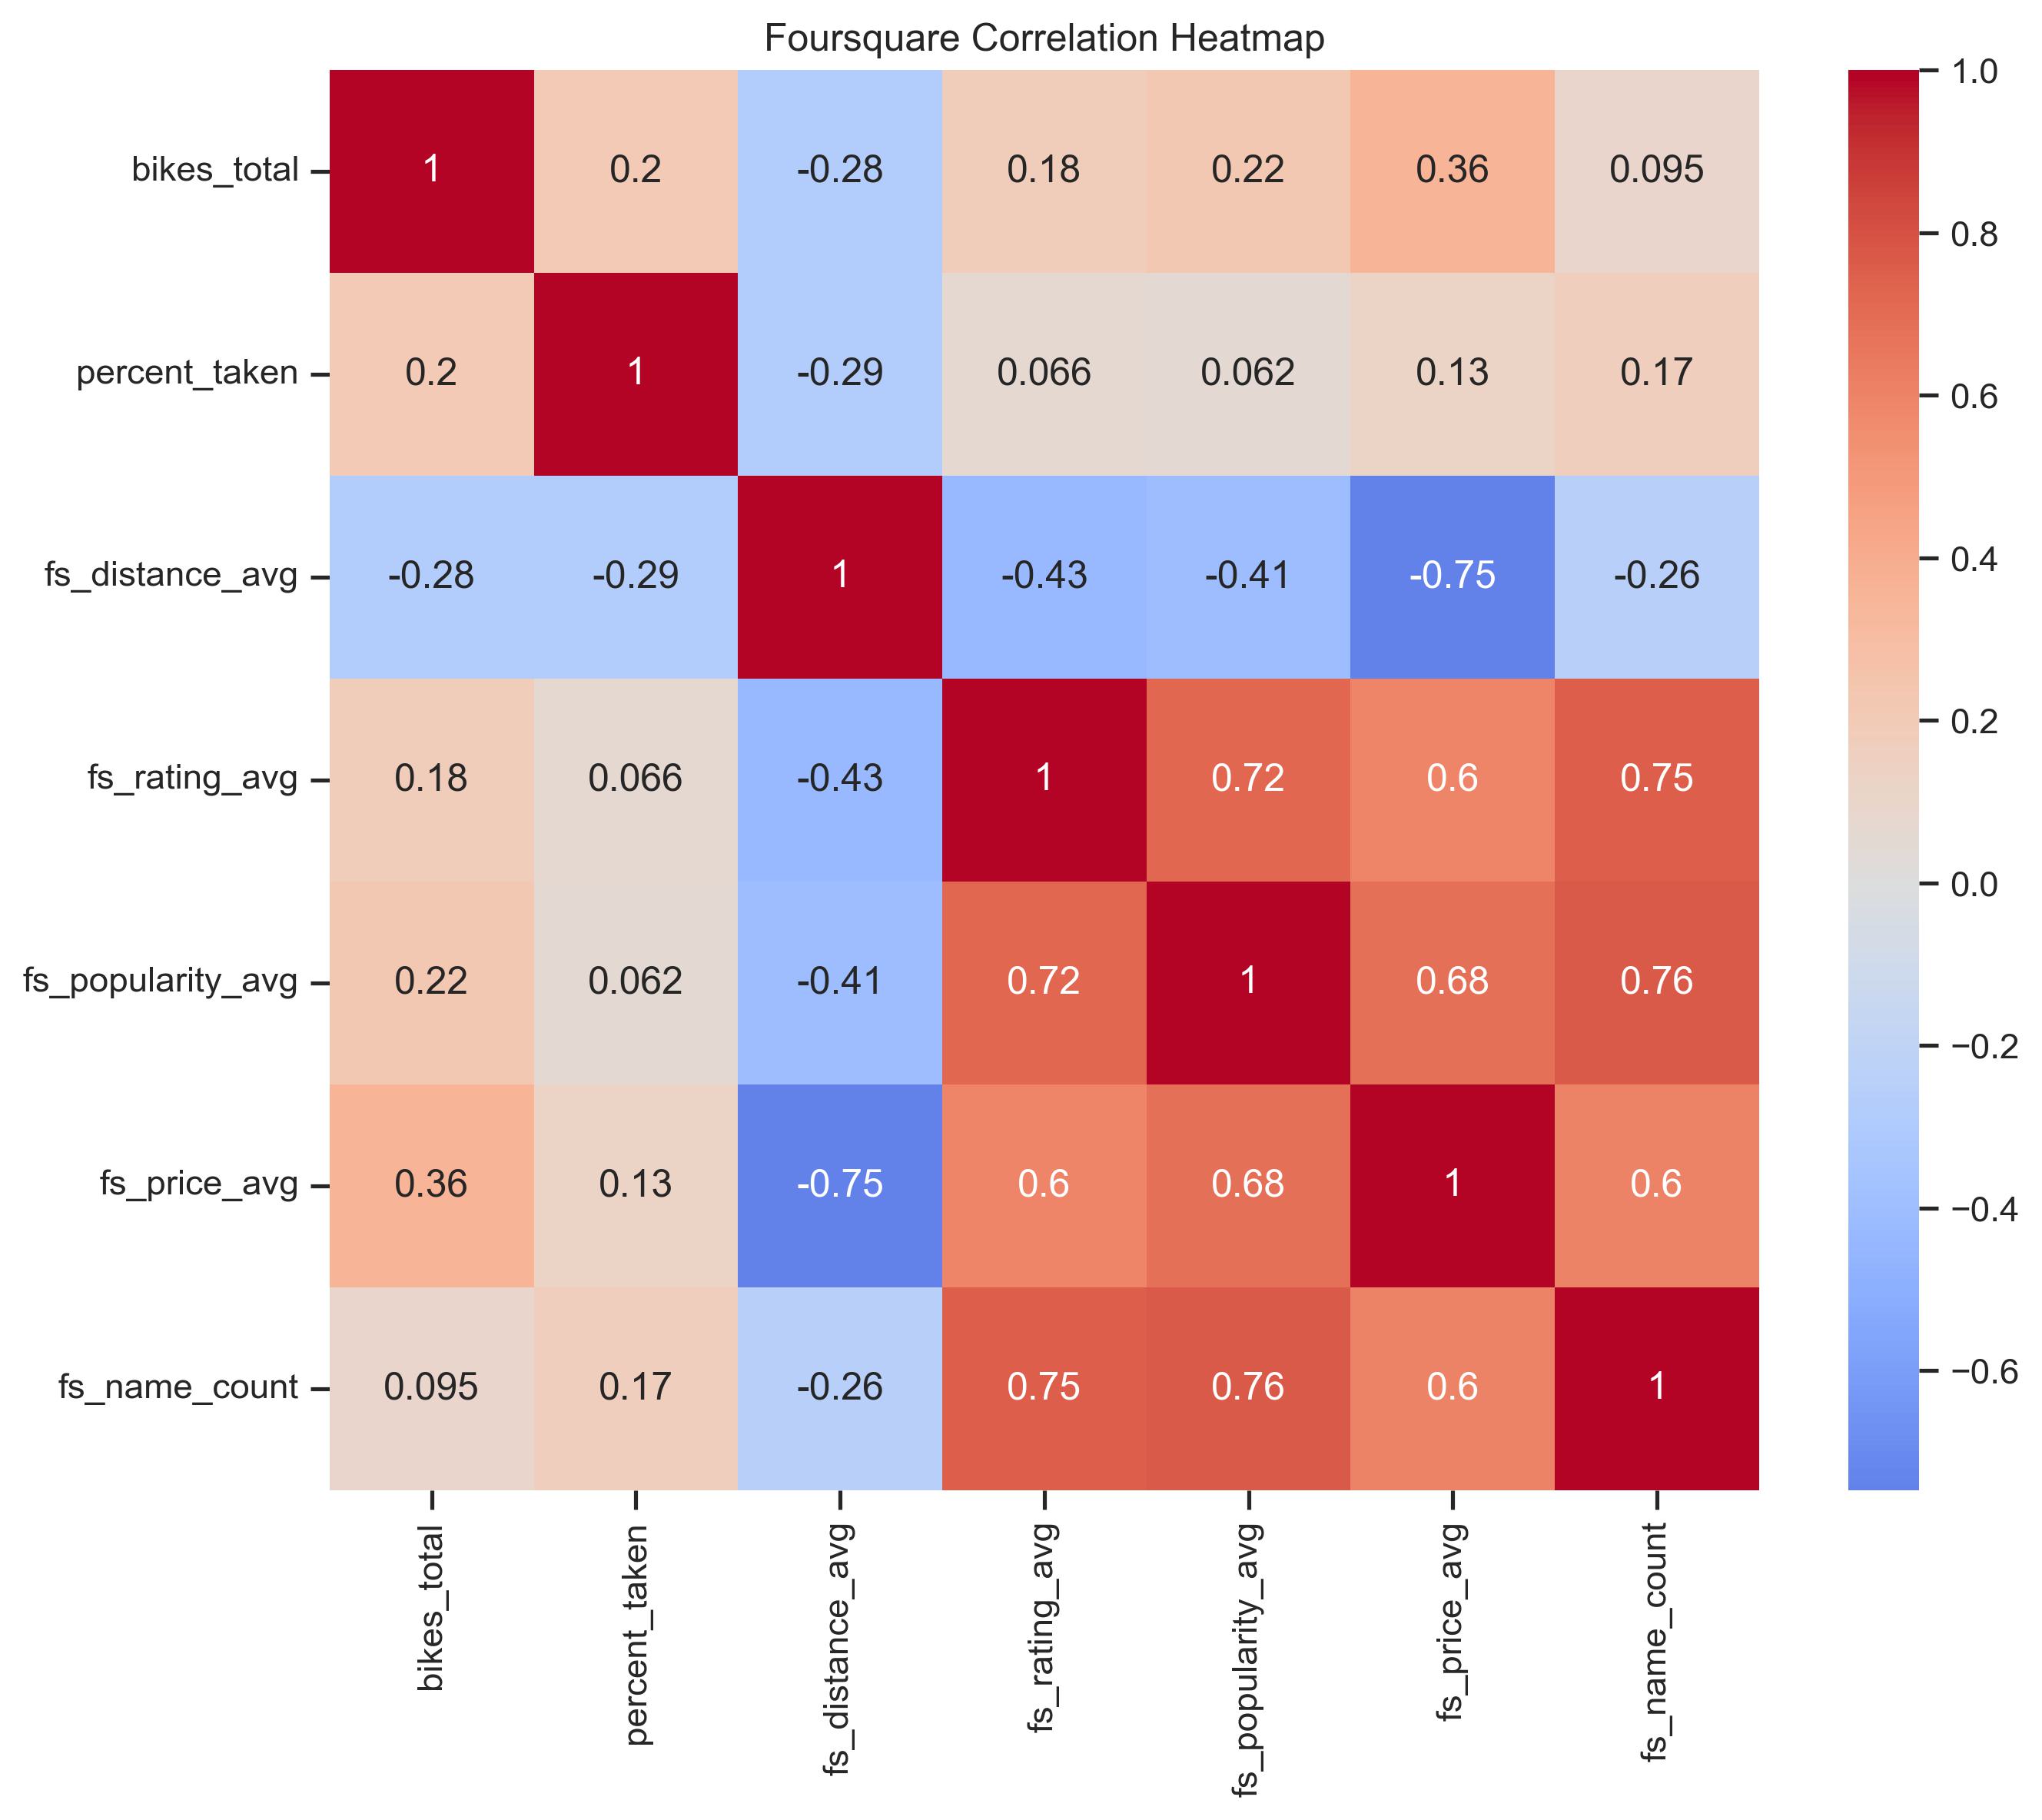 Foursquare Correlation Heatmap
bikes_total 1 0.2 -0.28 0.18 0.22 0.36 0.095
percent_taken 0.2 1 -0.29 0.066 0.062 0.13 0.17
fs_distance_avg -0.28 -0.29 1 -0.43 -0.41 -0.75 -0.26
fs_rating_avg 0.18 0.066 -0.43 1 0.72 0.6 0.75
fs_popularity_avg 0.22 0.062 -0.41 0.72 1 0.68 0.76
fs_price_avg 0.36 0.13 -0.75 0.6 0.68 1 0.6
fs_name_count 0.095 0.17 -0.26 0.75 0.76 0.6 1
bikes_total
percent_taken
fs_distance_avg
fs_rating_avg
fs_popularity_avg
fs_price_avg
fs_name_count
1.0
0.8
0.6
0.4
0.2
0.0
−0.2
−0.4
−0.6